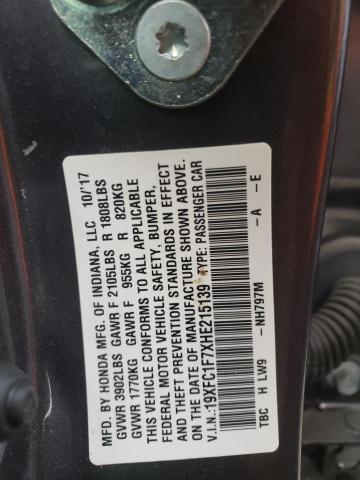 MFD. BY HONDA MFG. OF INDIANA, LLC 10/'17
GVWR 3902LBS GAWR F 2105LBS R 1808LBS
GVWR 1770KG GAWR F 955KG R 820KG
THIS VEHICLE CONFORMS TO ALL APPLICABLE
FEDERAL MOTOR VEHICLE SAFETY, BUMPER,
AND THEFT PREVENTION STANDARDS IN EFFECT
ON THE DATE OF MANUFACTURE SHOWN ABOVE.
V.I.N.:19XFC1F7XHE215139 TYPE: PASSENGER CAR
TBC H LW9 -NH797M -A -E